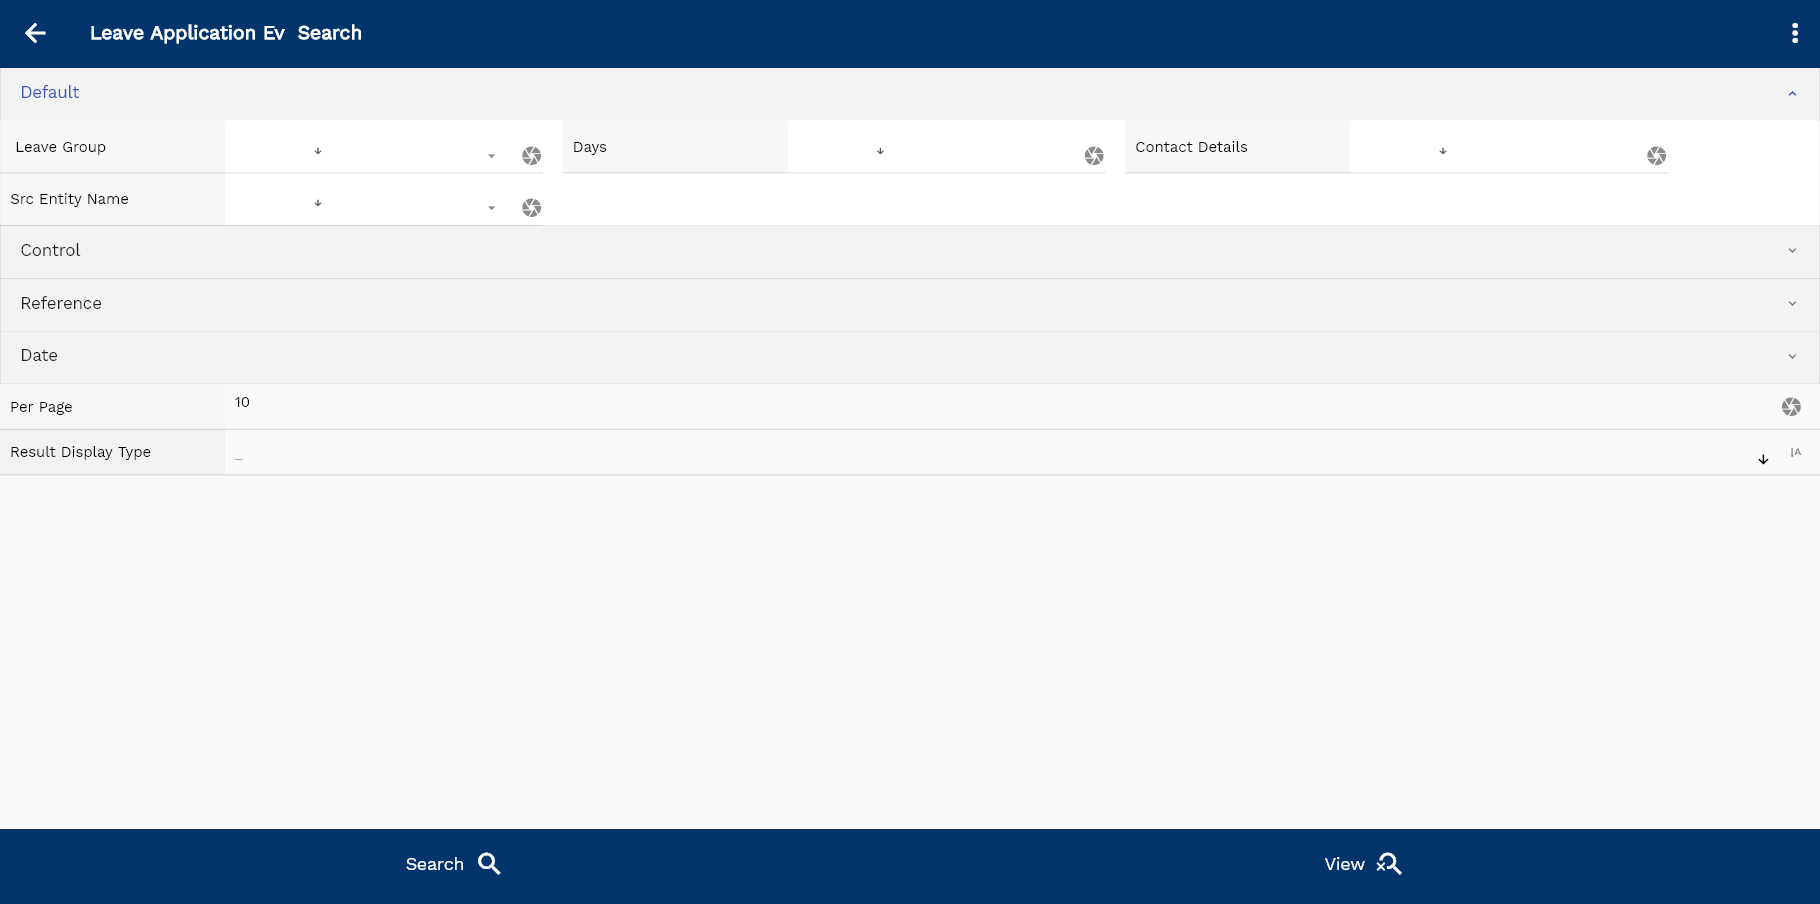 Leave Application Ev  Search
Default
Leave Group
Days
Contact Details
Src Entity Name
Control
Reference
Date
Per Page
10
Result Display Type
_
Search
View